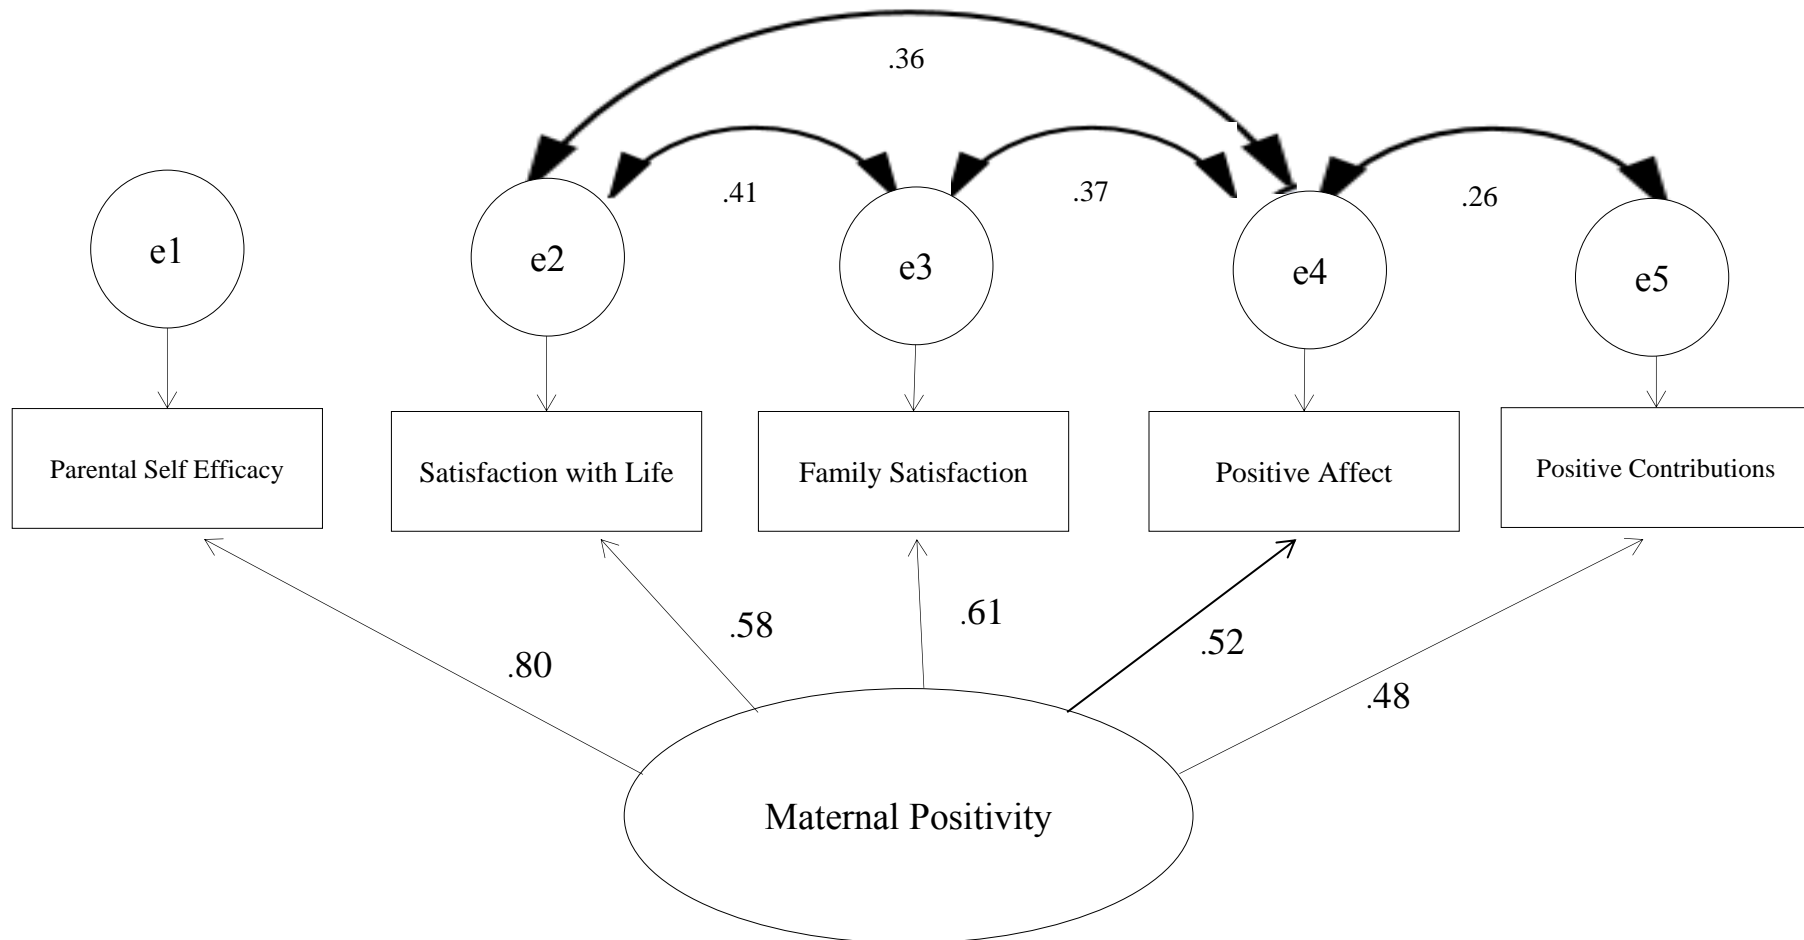 .36
.41
.37
.26
e1
e2
e3
e4
e5
Parental Self Efficacy
Satisfaction with Life
Family Satisfaction
Positive Affect
Positive Contributions
.80
.58
.61
.52
.48
Maternal Positivity